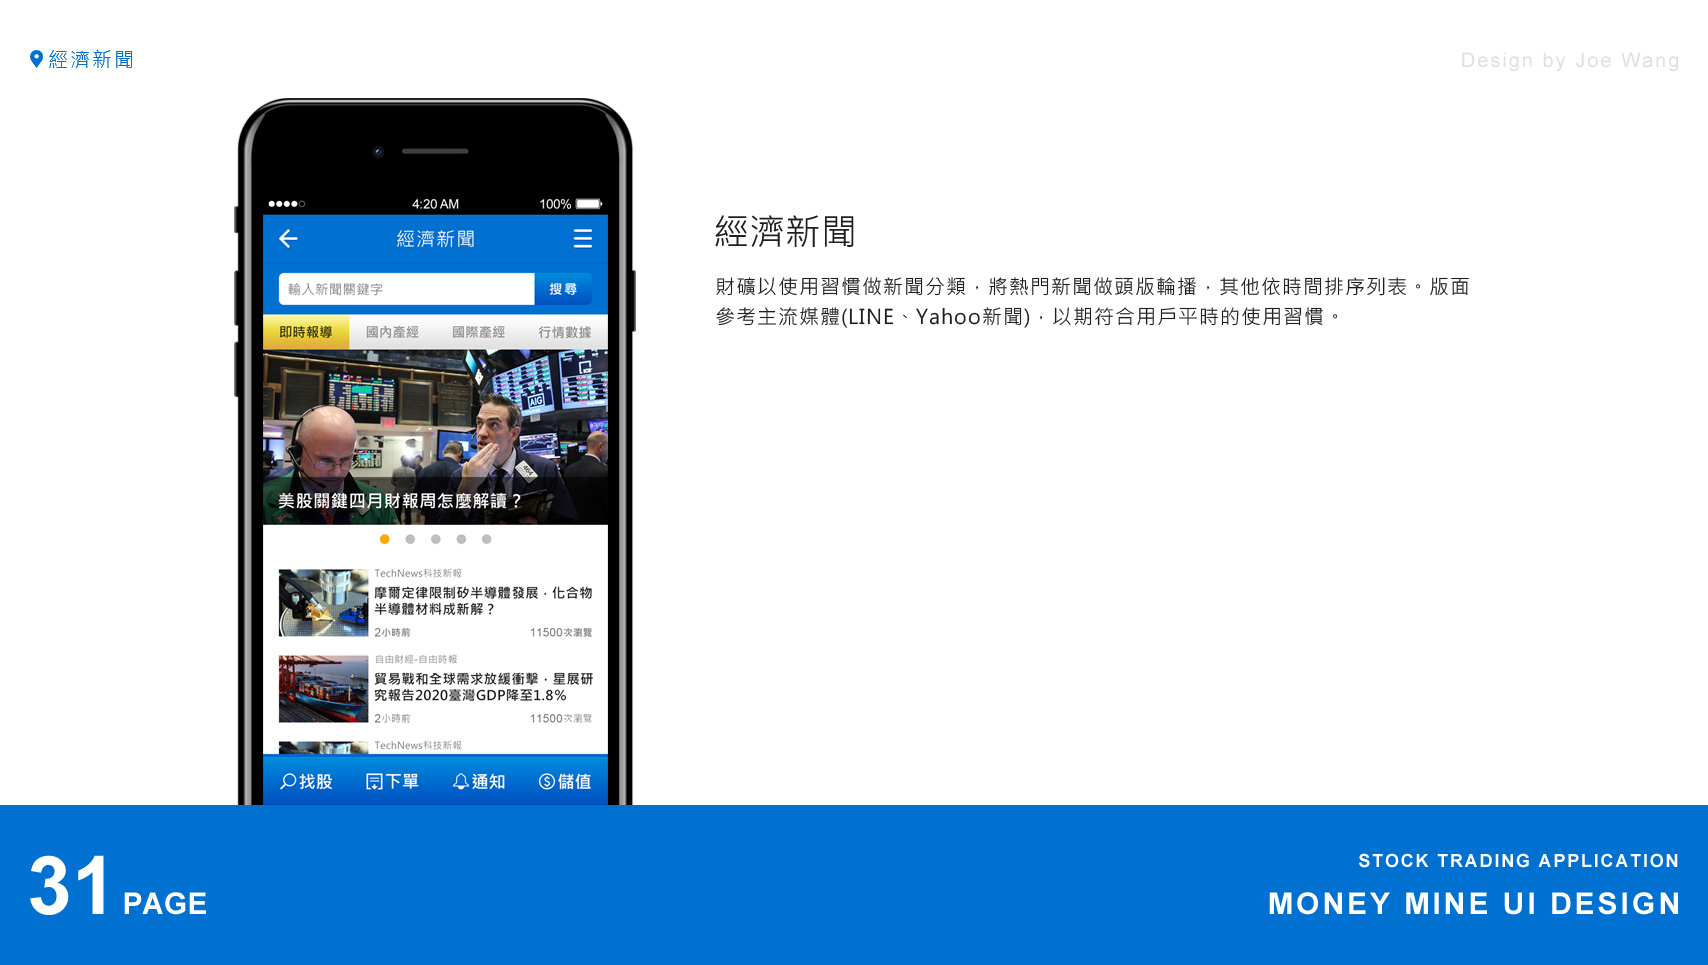 經濟新聞
Design by Joe Wang
4:20 AM
100%
經濟新聞
輸入新聞關鍵字
搜尋
即時報導
國內產經
國際產經
行情數據
AIG
464
美股關鍵四月財報周怎麼解讀？
TechNews科技新報
摩爾定律限制矽半導體發展，化合物
半導體材料成新解？
2小時前
11500次瀏覽
自由財經-自由時報
貿易戰和全球需求放緩衝擊，星展研
究報告2020臺灣GDP降至1.8%
2小時前
11500次瀏覽
TechNews科技新報
找股
下單
通知
儲值
經濟新聞
財礦以使用習慣做新聞分類，將熱門新聞做頭版輪播，其他依時間排序列表。版面
參考主流媒體(LINE、Yahoo新聞)，以期符合用戶平時的使用習慣。
31 PAGE
STOCK TRADING APPLICATION
MONEY MINE UI DESIGN